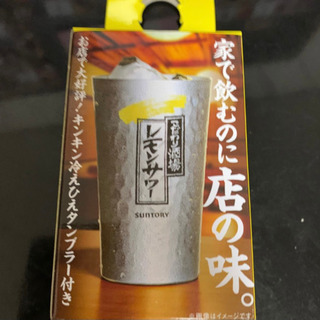 家で飲むのに
店の味。
お店で大好評！キンキン冷えひえタンブラー付き
こだわり酒場
レモンサワー
SUNTORY
※画像はイメージです。